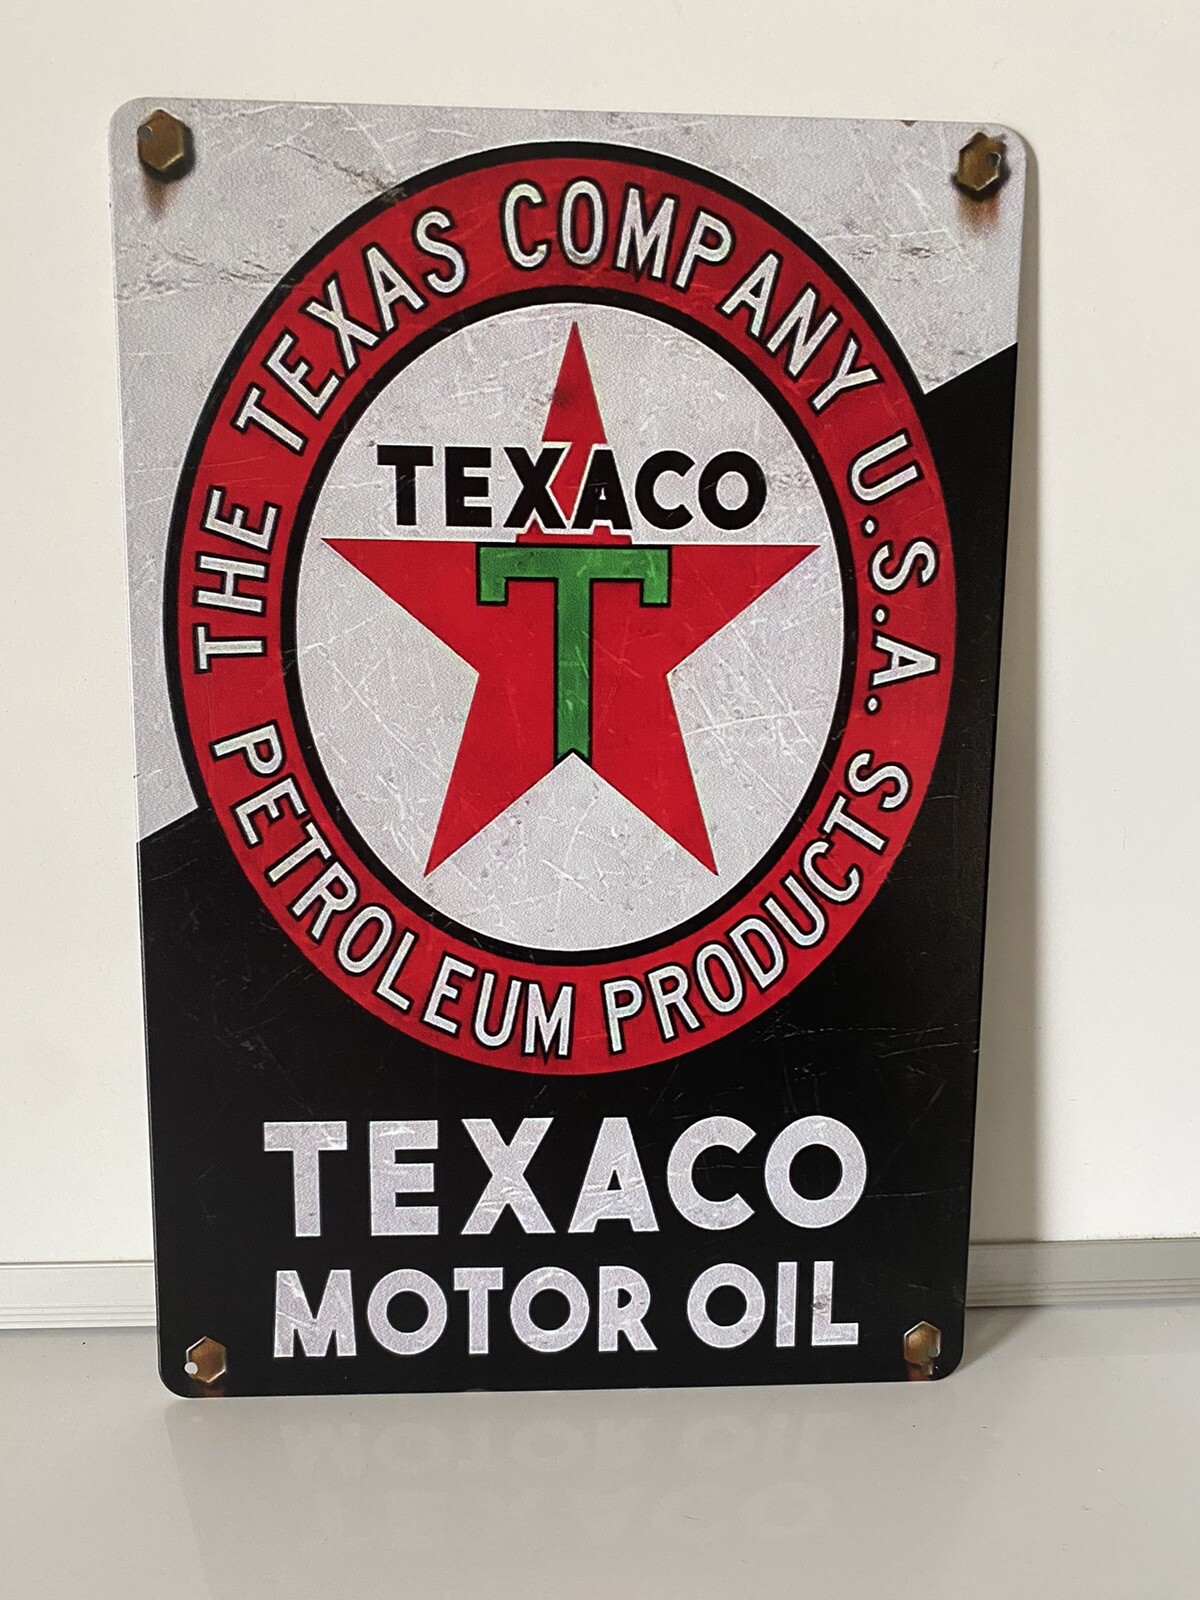 THE TEXAS COMPANY U.S.A.
TEXACO
T
PETROLEUM PRODUCTS
TEXACO
MOTOR OIL